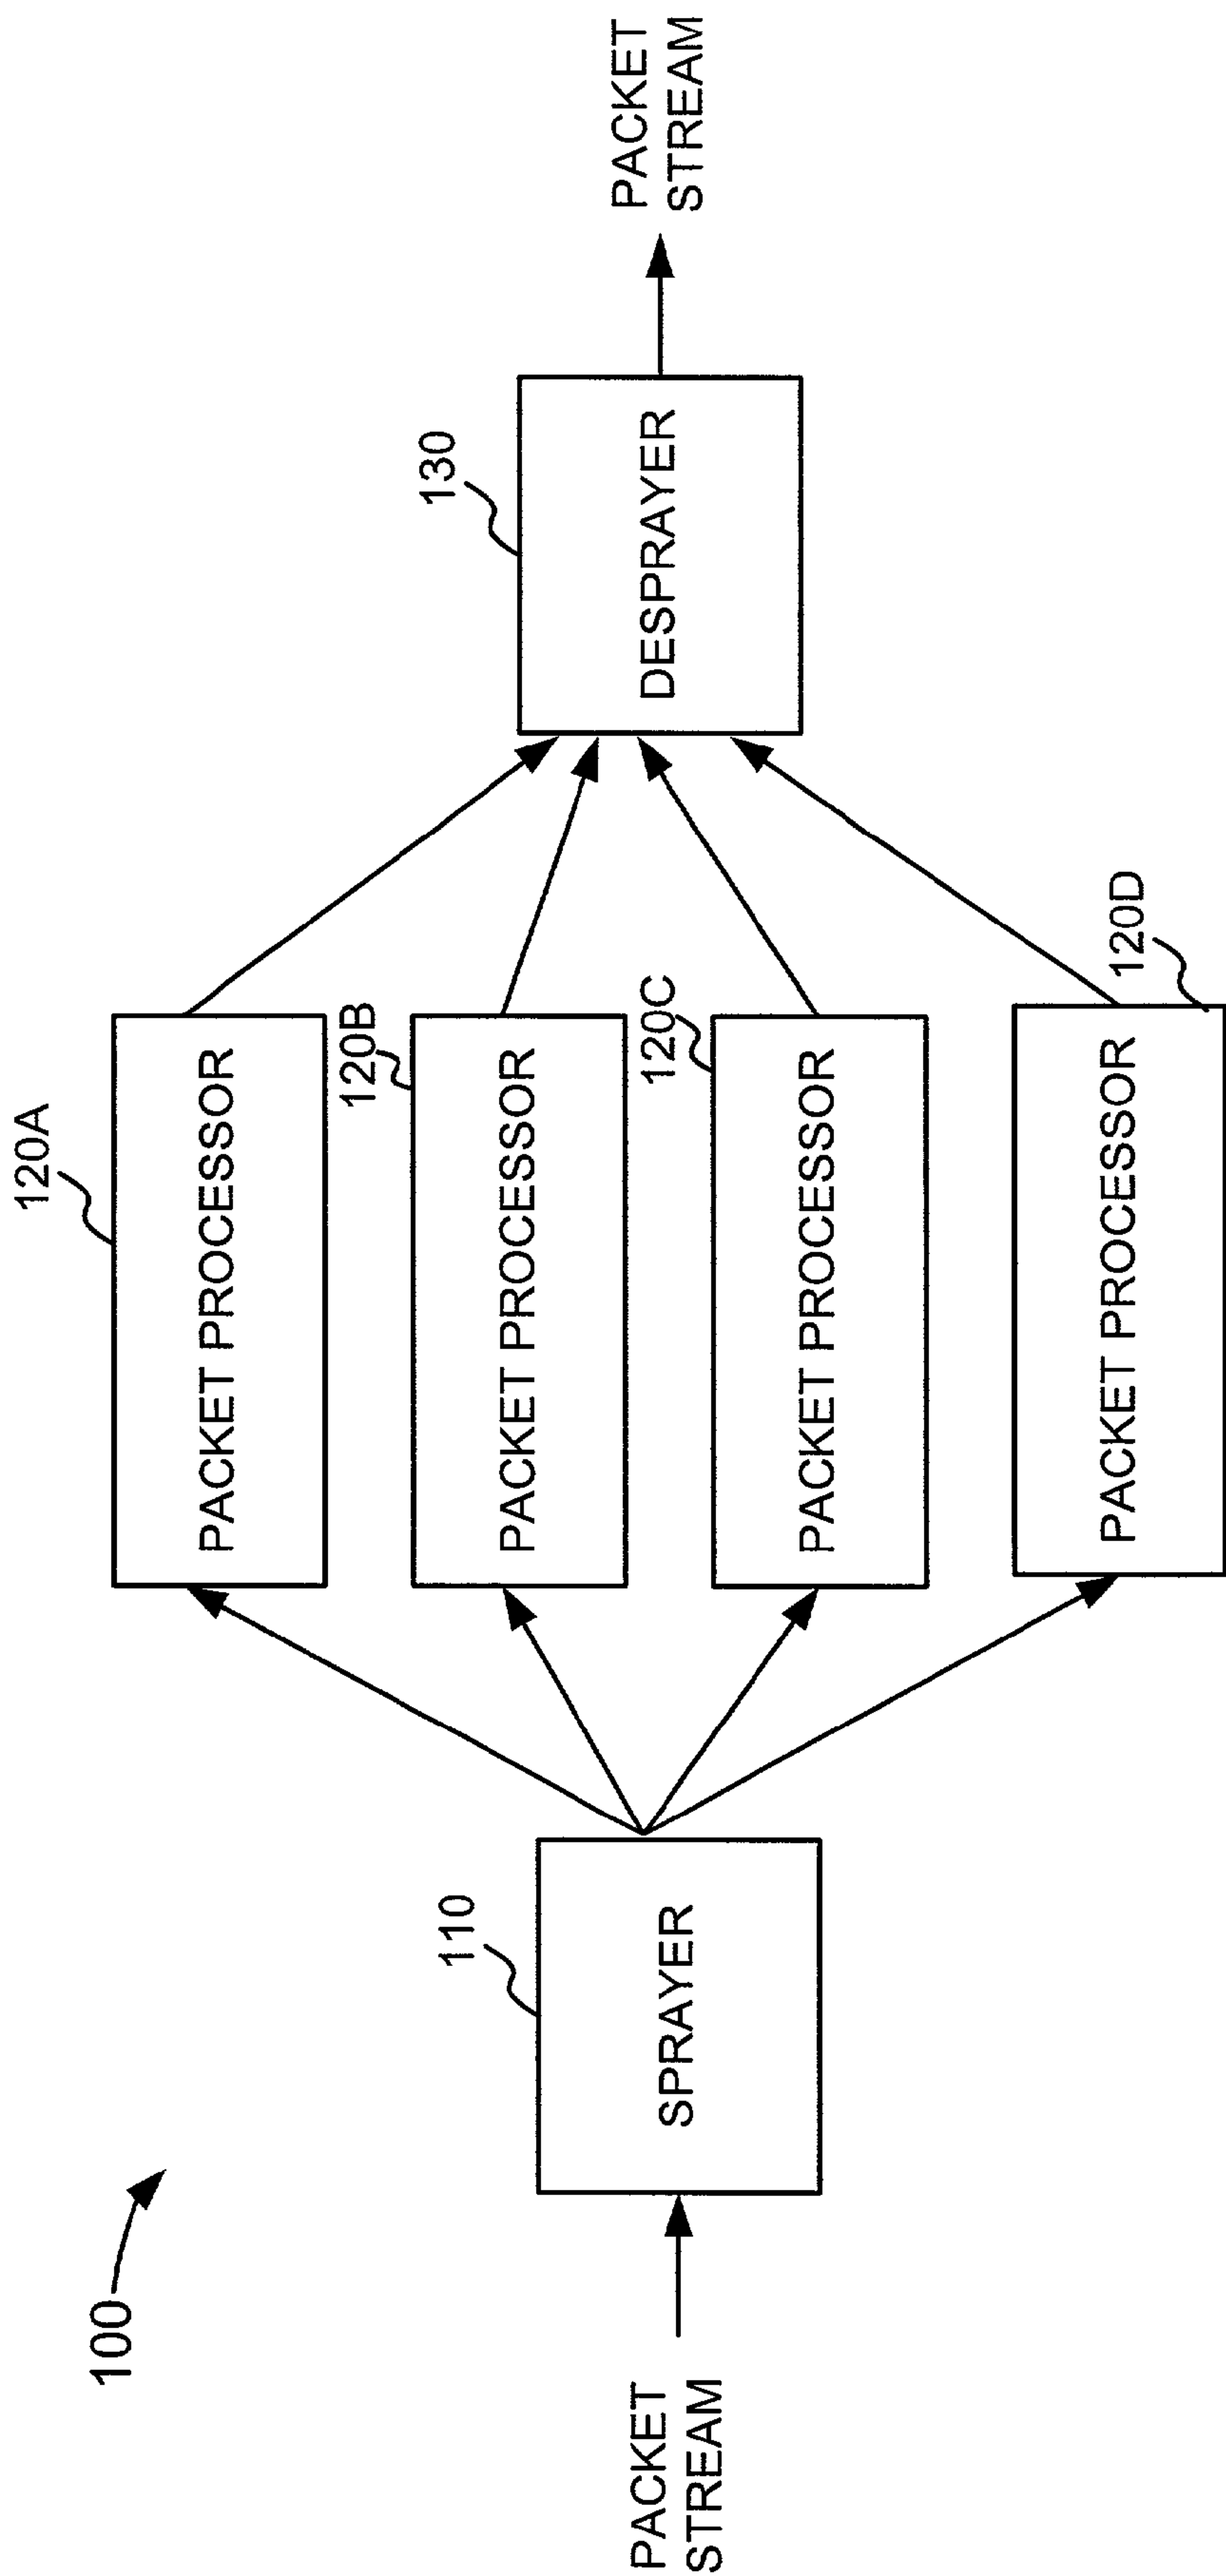 100
PACKET
STREAM
110
SPRAYER
120A
PACKET PROCESSOR
120B
PACKET PROCESSOR
120C
PACKET PROCESSOR
120D
PACKET PROCESSOR
130
DESPRAYER
PACKET
STREAM